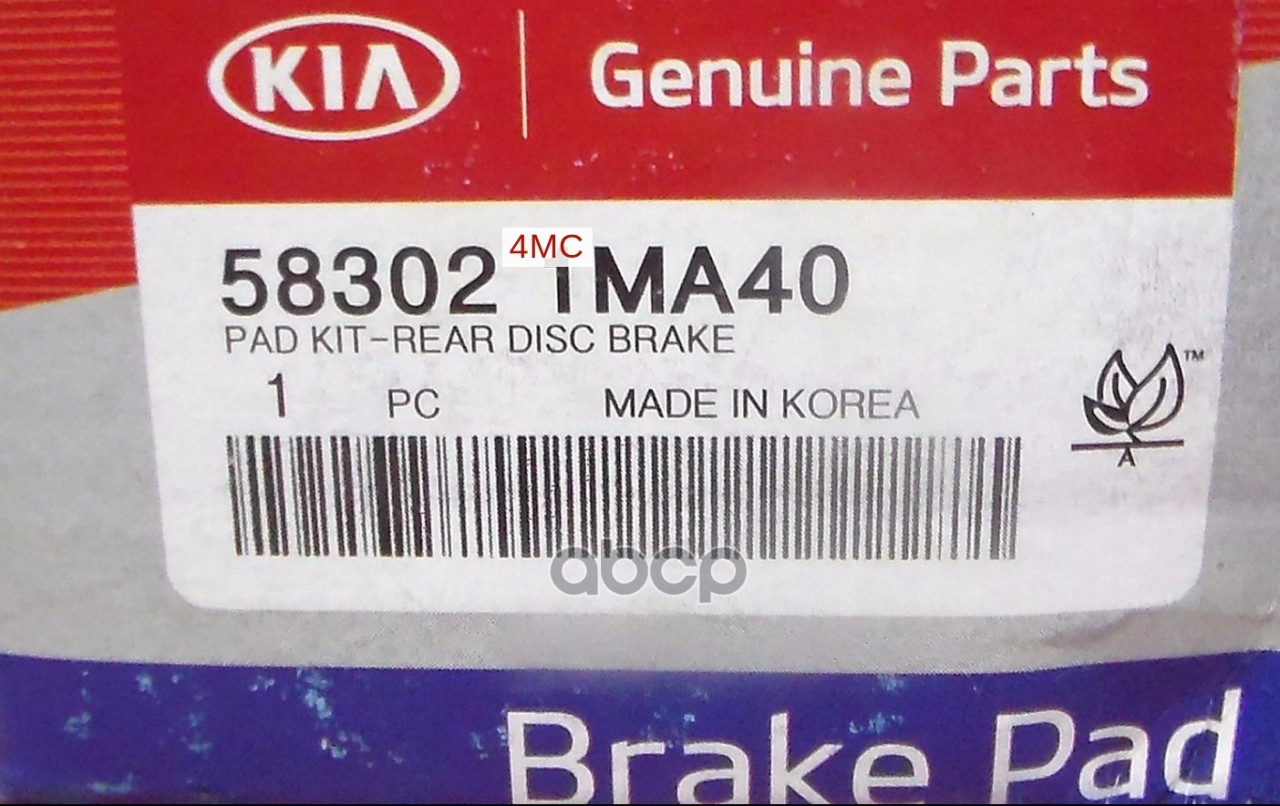 KIA Genuine Parts
4MC
58302 1MA40
PAD KIT-REAR DISC BRAKE
1 PC MADE IN KOREA
TM
A
abcp
Brake Pad